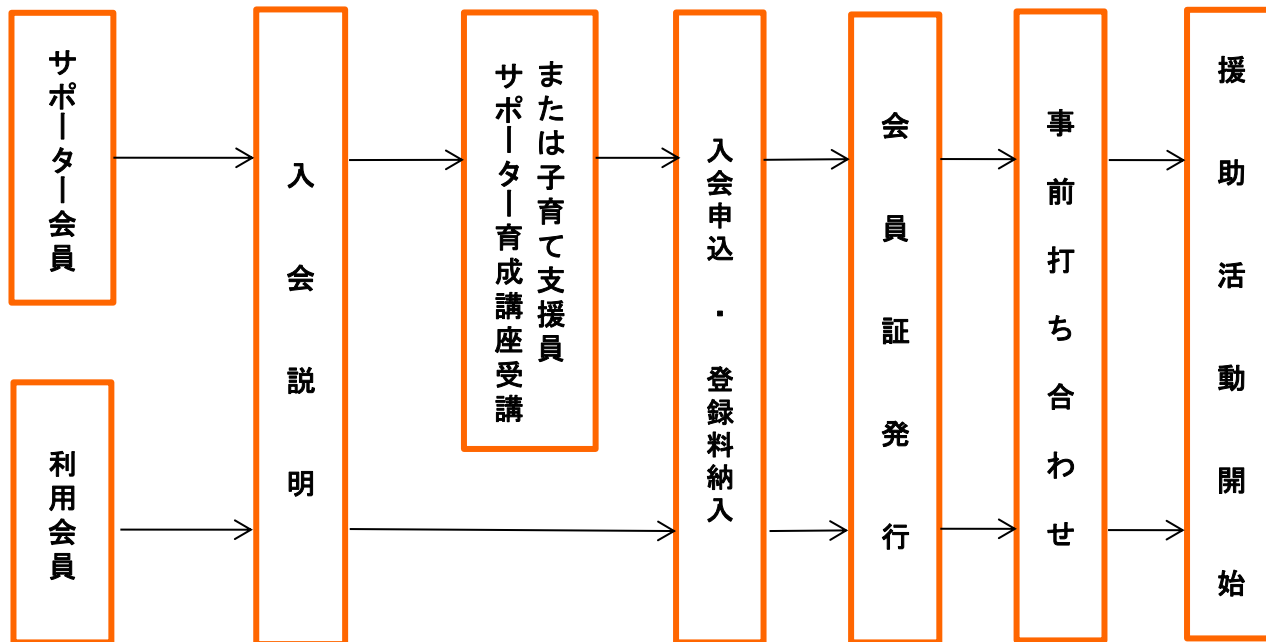 サポーター会員
利用会員
入会説明
または子育て支援員
サポーター育成講座受講
入会申込・登録料納入
会員証発行
事前打ち合わせ
援助活動開始